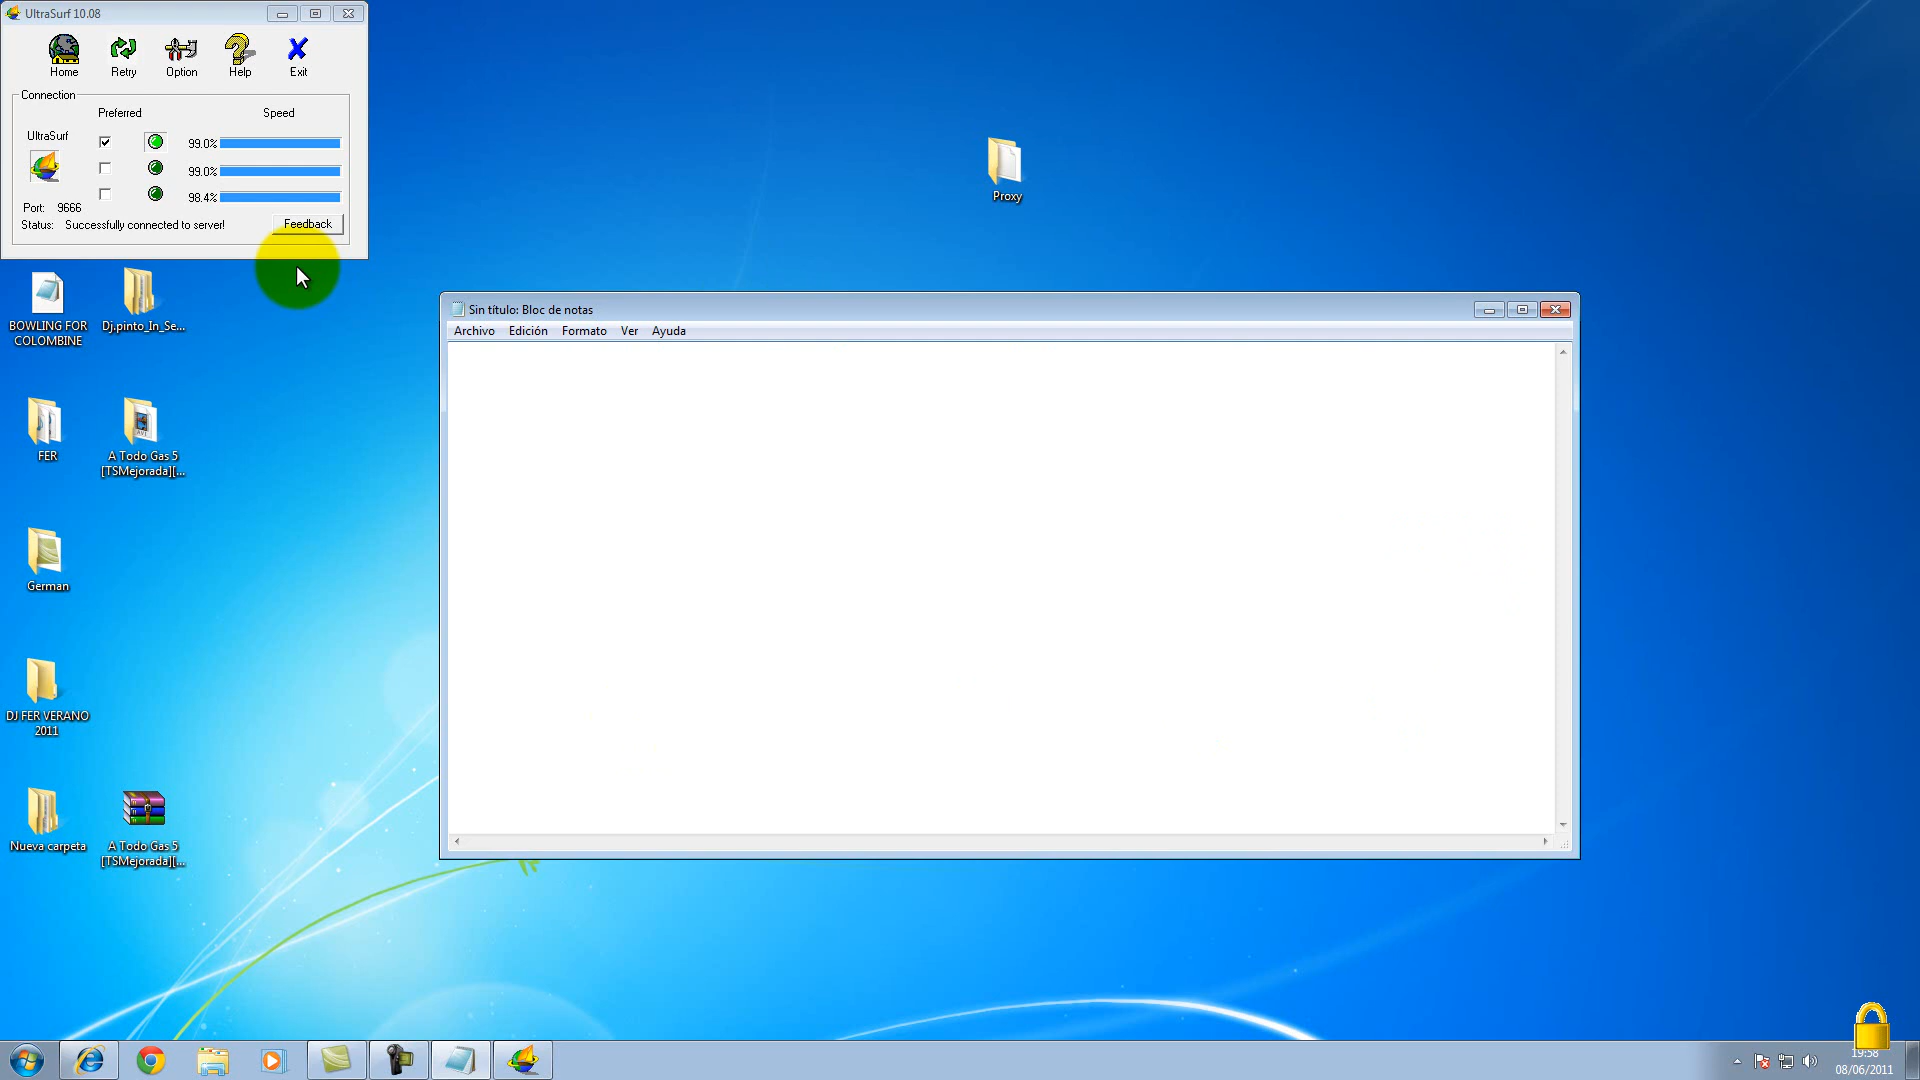 UltraSurf 10.08
Home Retry Option Help Exit
Connection
Preferred Speed
UltraSurf
99.0%
99.0%
98.4%
Port: 9666
Status: Successfully connected to server!
Feedback
Proxy
BOWLING FOR
COLOMBINE
Dj.pinto_In_Se...
Sin título: Bloc de notas
Archivo Edición Formato Ver Ayuda
FER
A Todo Gas 5
[TSMejorada][...
German
DJ FER VERANO
2011
Nueva carpeta
A Todo Gas 5
[TSMejorada][...
19:58
08/06/2011